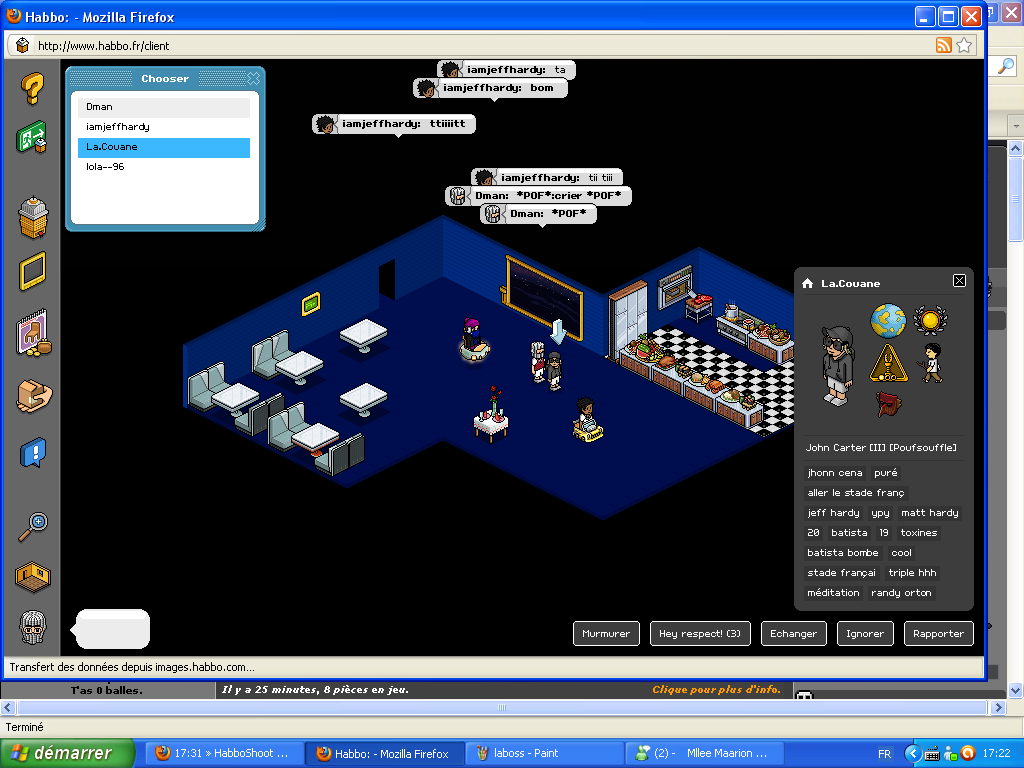 Habbo: - Mozilla Firefox
http://www.habbo.fr/client
Chooser
Dman
iamjeffhardy
La.Couane
lola--96
iamjeffhardy: ta
iamjeffhardy: bom
iamjeffhardy: ttiiiitt
iamjeffhardy: tii tiii
Dman: *POF*:crier *POF*
Dman: *POF*
La.Couane
John Carter [II] [Poufsouffle]
jhonn cena puré
aller le stade franç
jeff hardy ypy matt hardy
20 batista 19 toxines
batista bombe cool
stade françai triple hhh
méditation randy orton
Murmurer Hey respect! (3) Echanger Ignorer Rapporter
Transfert des données depuis images.habbo.com...
T'as 0 balles. Il y a 25 minutes, 8 pièces en jeu. Clique pour plus d'info.
Terminé
démarrer 17:31 » HabboShoot ... Habbo: - Mozilla Firefox laboss - Paint (2) - Mllee Maarion ... FR 17:22